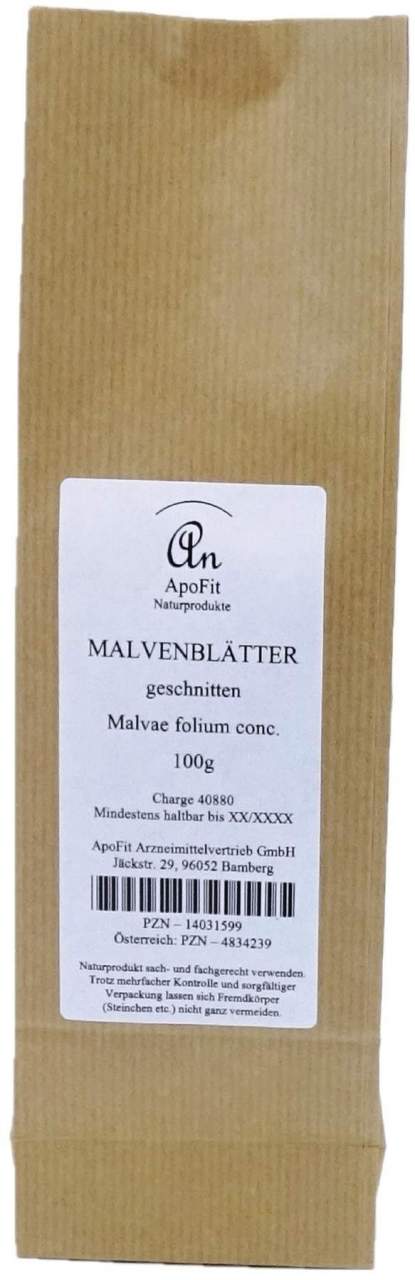 An
ApoFit
Naturprodukte
MALVENBLÄTTER
geschnitten
Malvae folium conc.
100g
Charge 40880
Mindestens haltbar bis XX/XXXX
ApoFit Arzneimittelvertrieb GmbH
Jäckstr. 29, 96052 Bamberg
PZN – 14031599
Österreich: PZN – 4834239
Naturprodukt sach- und fachgerecht verwenden.
Trotz mehrfacher Kontrolle und sorgfältiger
Verpackung lassen sich Fremdkörper
(Steinchen etc.) nicht ganz vermeiden.